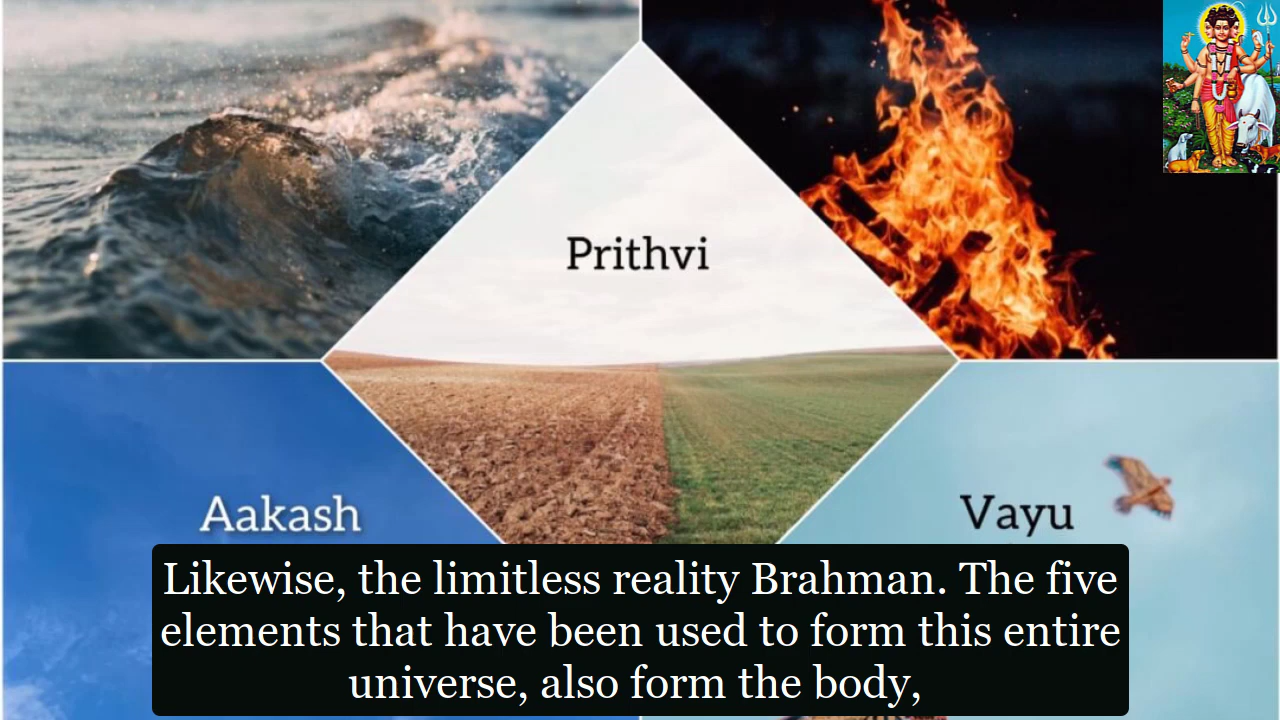 Prithvi
Aakash
Vayu
Likewise, the limitless reality Brahman. The five
elements that have been used to form this entire
universe, also form the body,